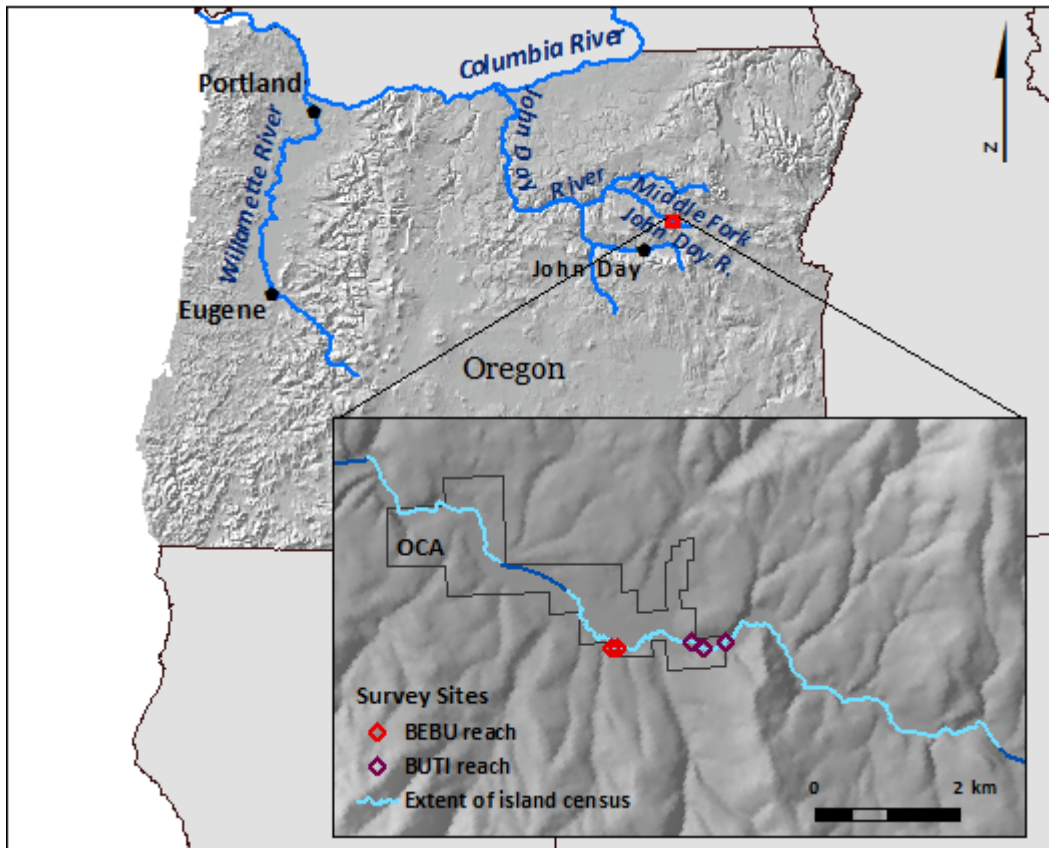 Columbia River
Portland
John Day
River
Middle Fork
John Day R.
Willamette River
John Day
Eugene
Oregon
N
OCA
Survey Sites
BEBU reach
BUTI reach
Extent of island census
0 2 km